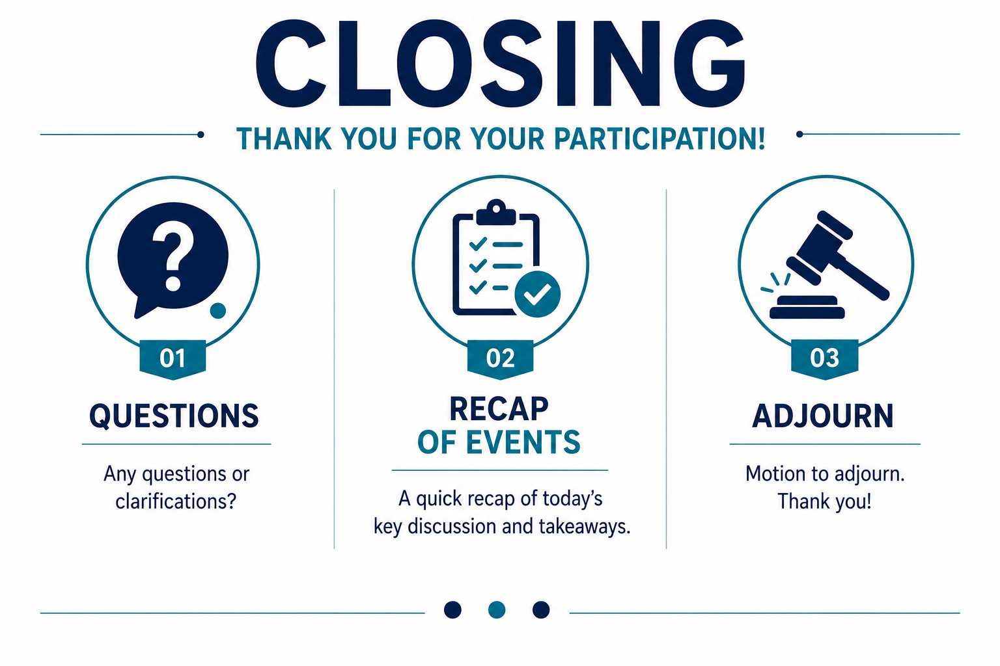 CLOSING
THANK YOU FOR YOUR PARTICIPATION!
?
01
QUESTIONS
Any questions or
clarifications?
02
RECAP
OF EVENTS
A quick recap of today’s
key discussion and takeaways.
03
ADJOURN
Motion to adjourn.
Thank you!